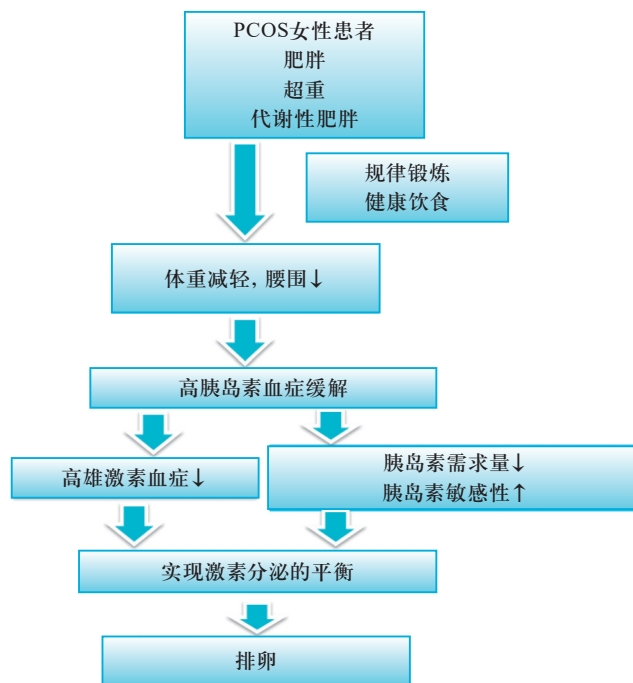 PCOS女性患者
肥胖
超重
代谢性肥胖
规律锻炼
健康饮食
体重减轻, 腰围↓
高胰岛素血症缓解
高雄激素血症↓
胰岛素需求量↓
胰岛素敏感性↑
实现激素分泌的平衡
排卵